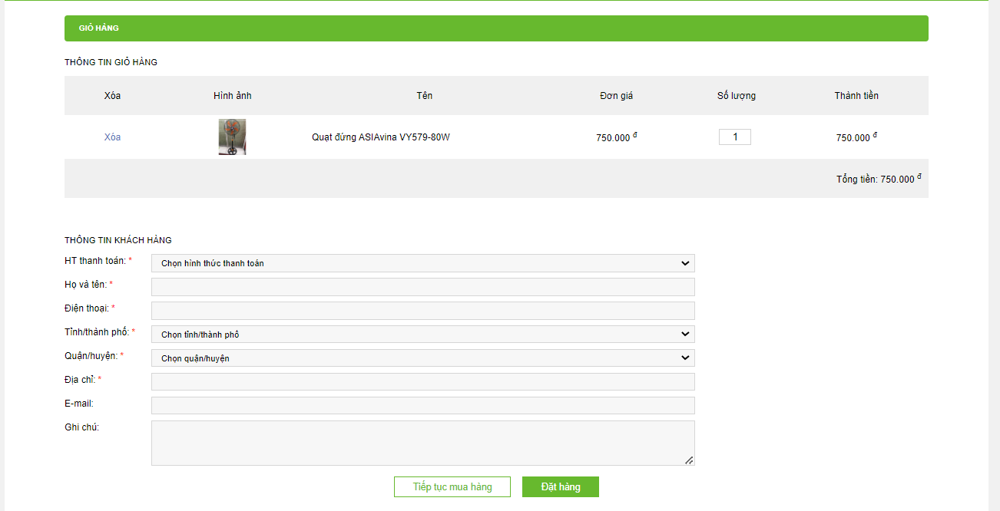 GIỎ HÀNG
THÔNG TIN GIỎ HÀNG
Xóa Hình ảnh Tên Đơn giá Số lượng Thành tiền
Xóa Quạt đứng ASIAvina VY579-80W 750.000 đ 1 750.000 đ
Tổng tiền: 750.000 đ
THÔNG TIN KHÁCH HÀNG
HT thanh toán: * Chọn hình thức thanh toán
Họ và tên: *
Điện thoại: *
Tỉnh/thành phố: * Chọn tỉnh/thành phố
Quận/huyện: * Chọn quận/huyện
Địa chỉ: *
E-mail:
Ghi chú:
Tiếp tục mua hàng Đặt hàng